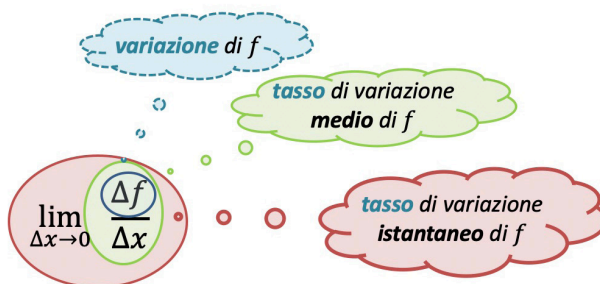 variazione di f
tasso di variazione
medio di f
lim Δx→0 Δf/Δx
tasso di variazione
istantaneo di f